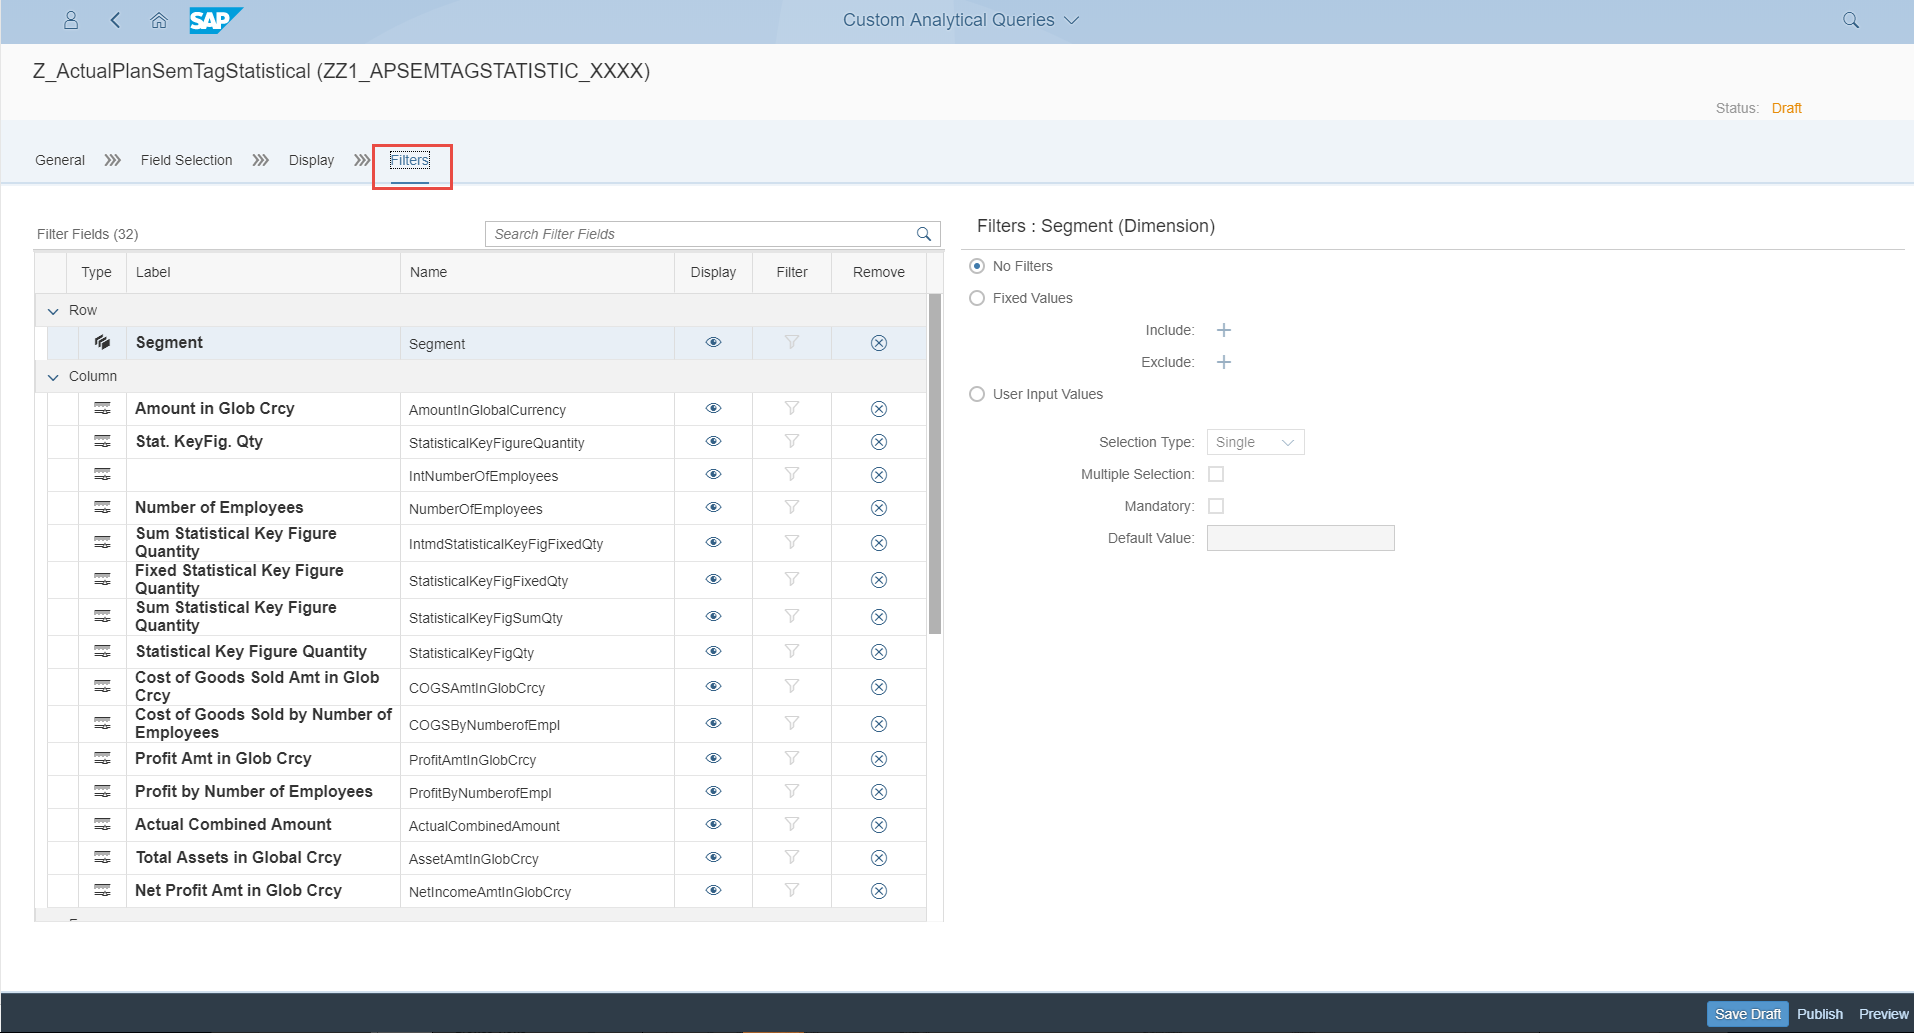 SAP
Custom Analytical Queries
Z_ActualPlanSemTagStatistical (ZZ1_APSEMTAGSTATISTIC_XXXX)
Status: Draft
General
Field Selection
Display
Filters
Filter Fields (32)
Search Filter Fields
Type Label Name Display Filter Remove
Row
Segment Segment
Column
Amount in Glob Crcy AmountInGlobalCurrency
Stat. KeyFig. Qty StatisticalKeyFigureQuantity
IntNumberOfEmployees
Number of Employees NumberOfEmployees
Sum Statistical Key Figure
Quantity
IntmdStatisticalKeyFigFixedQty
Fixed Statistical Key Figure
Quantity
StatisticalKeyFigFixedQty
Sum Statistical Key Figure
Quantity
StatisticalKeyFigSumQty
Statistical Key Figure Quantity StatisticalKeyFigQty
Cost of Goods Sold Amt in Glob
Crcy
COGSAmtInGlobCrcy
Cost of Goods Sold by Number of
Employees
COGSByNumberofEmpl
Profit Amt in Glob Crcy ProfitAmtInGlobCrcy
Profit by Number of Employees ProfitByNumberofEmpl
Actual Combined Amount ActualCombinedAmount
Total Assets in Global Crcy AssetAmtInGlobCrcy
Net Profit Amt in Glob Crcy NetIncomeAmtInGlobCrcy
Filters : Segment (Dimension)
No Filters
Fixed Values
Include:
Exclude:
User Input Values
Selection Type: Single
Multiple Selection:
Mandatory:
Default Value:
Save Draft Publish Preview